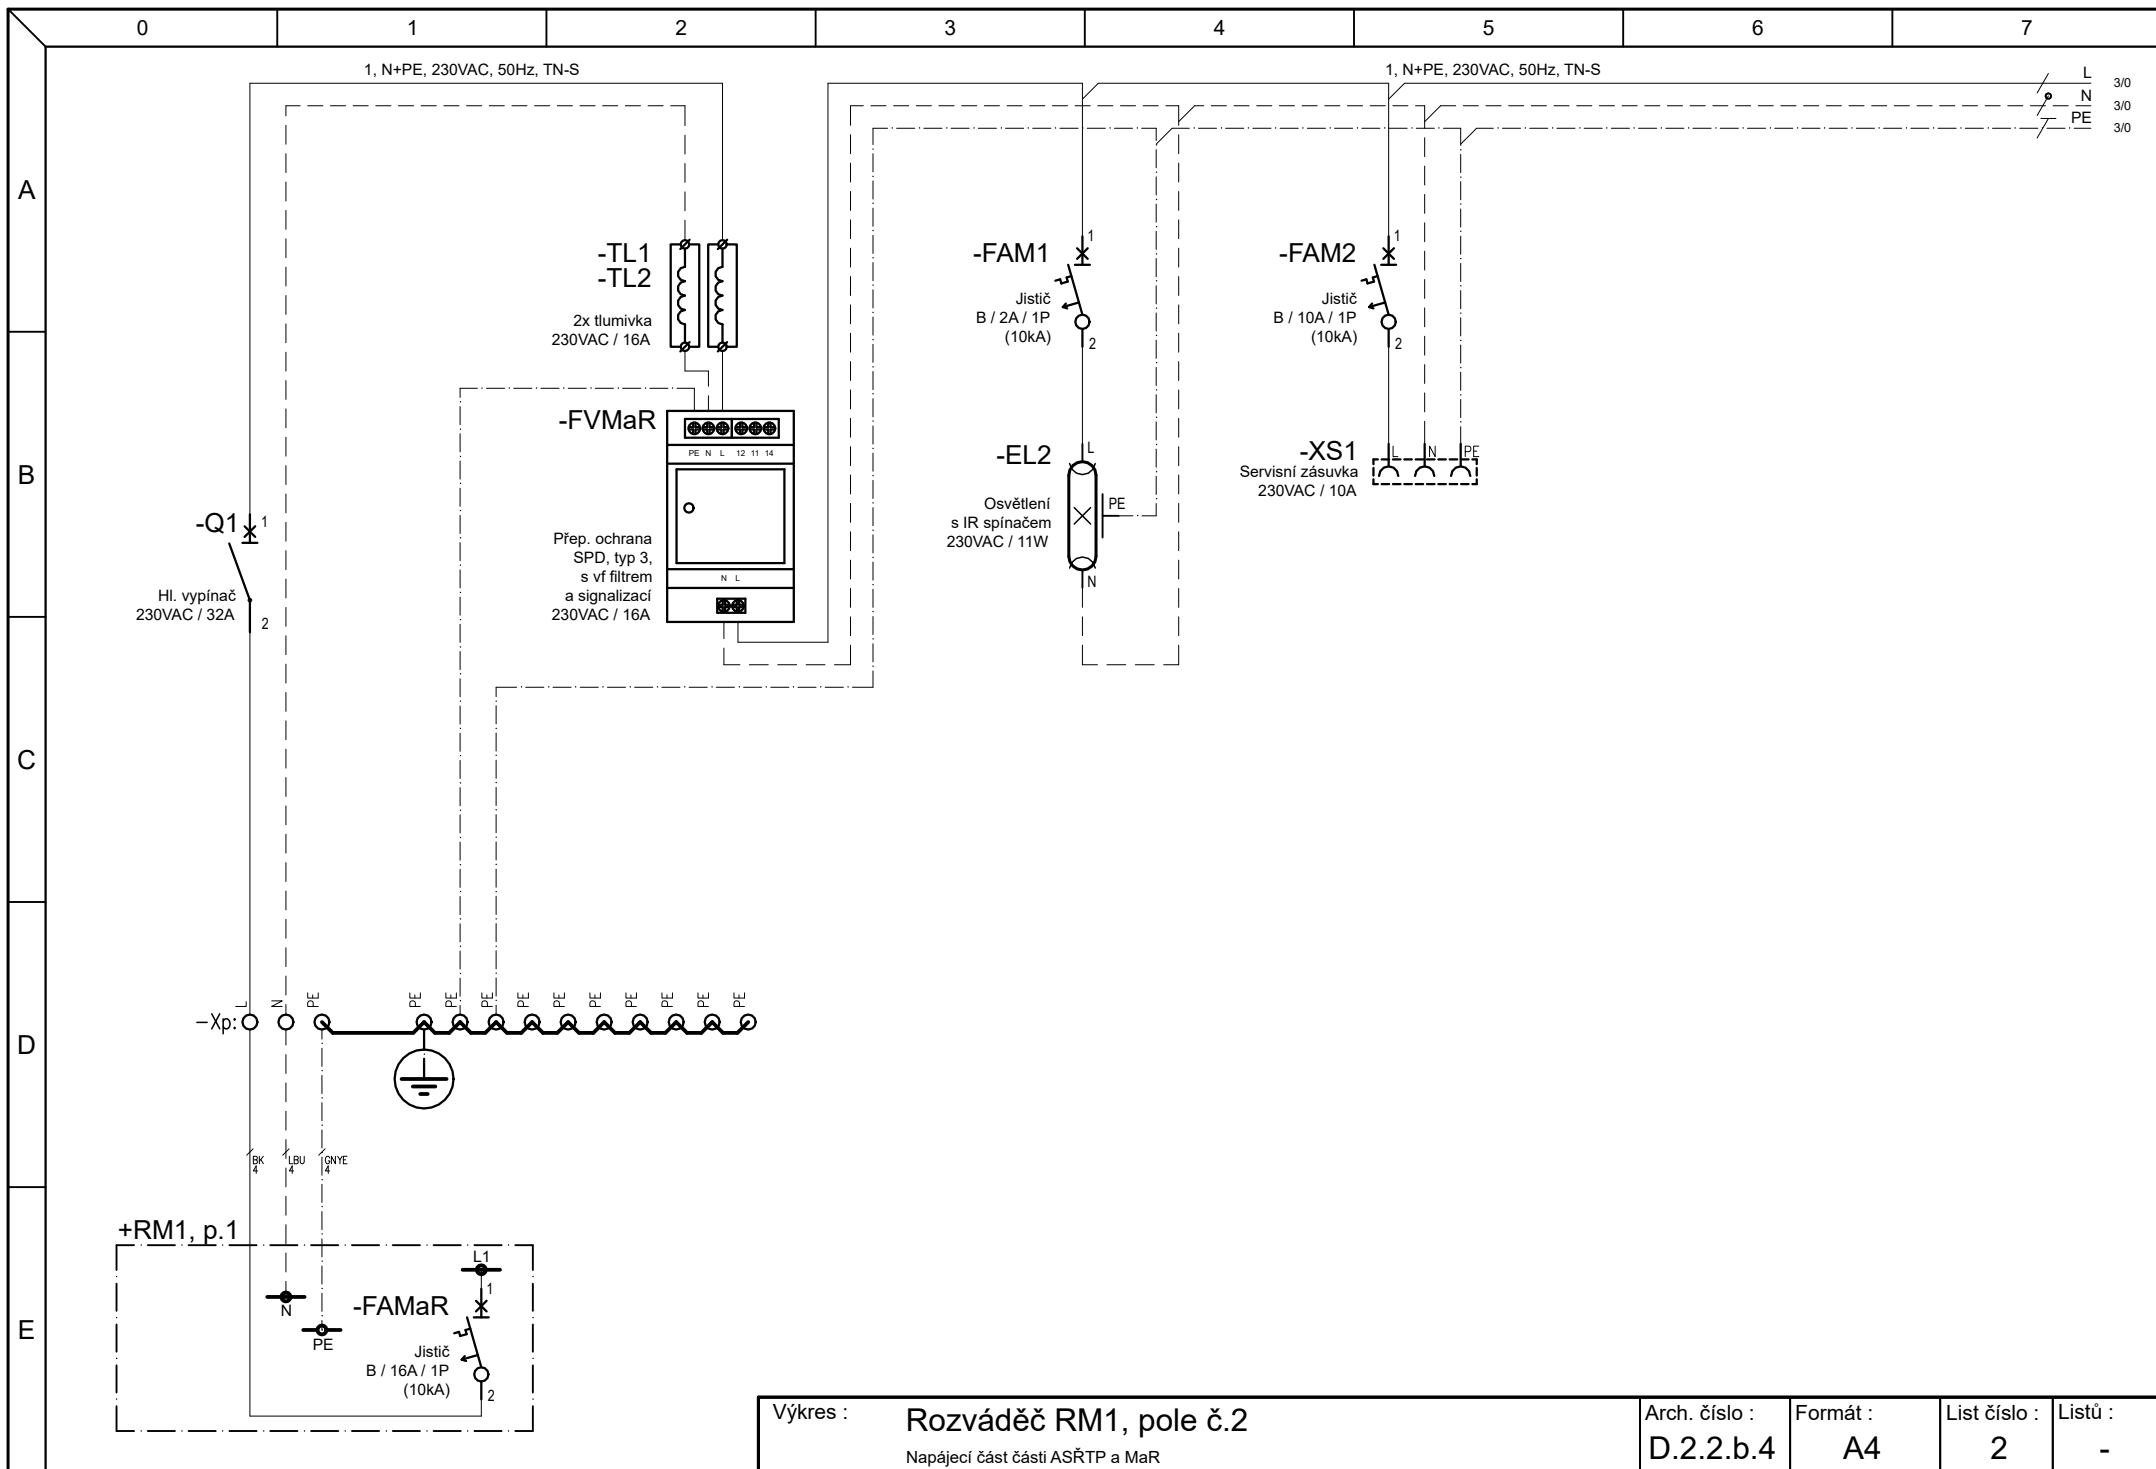 0 1 2 3 4 5 6 7
1, N+PE, 230VAC, 50Hz, TN-S
1, N+PE, 230VAC, 50Hz, TN-S
L 3/0
N 3/0
PE 3/0
A
B
C
D
E
-TL1
-TL2
2x tlumivka
230VAC / 16A
-FAM1
1
Jistič
B / 2A / 1P
(10kA)
2
-FAM2
1
Jistič
B / 10A / 1P
(10kA)
2
-FVMaR
PE N L 12 11 14
Přep. ochrana
SPD, typ 3,
s vf filtrem
a signalizací
230VAC / 16A
N L
-EL2
L
Osvětlení
s IR spínačem
230VAC / 11W
PE
N
-XS1
Servisní zásuvka
230VAC / 10A
L N PE
-Q1
1
Hl. vypínač
230VAC / 32A
2
L N PE PE PE PE PE PE PE PE PE PE PE
-Xp:
BK
4
LBU
4
GNYE
4
+RM1, p.1
L1
N
PE
-FAMaR
1
Jistič
B / 16A / 1P
(10kA)
2
Výkres :
Rozváděč RM1, pole č.2
Napájecí část části ASŘTP a MaR
Arch. číslo :
D.2.2.b.4
Formát :
A4
List číslo :
2
Listů :
-